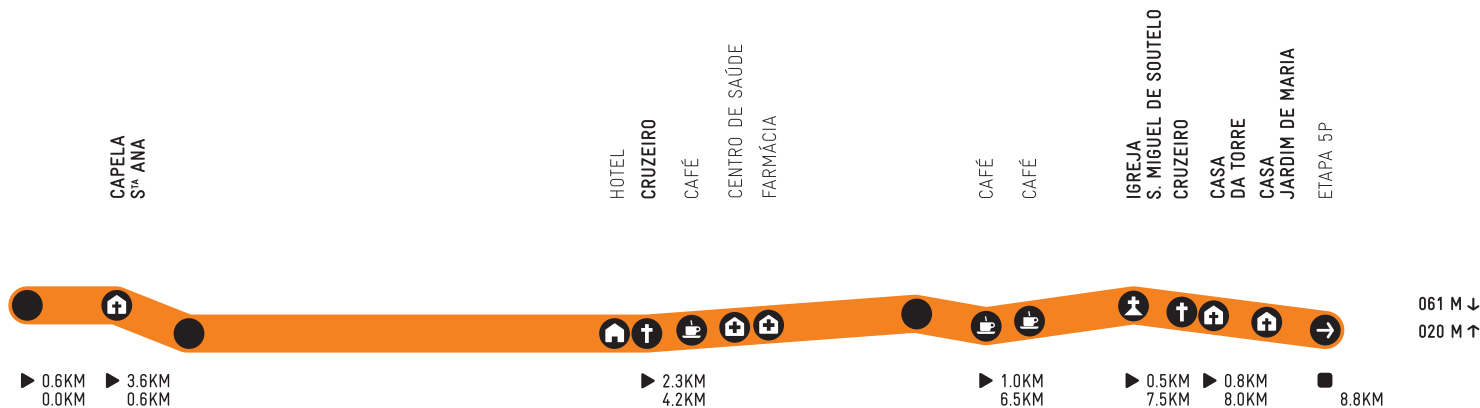 CAPELA
Sᵀᴬ ANA
HOTEL
CRUZEIRO
CAFÉ
CENTRO DE SAÚDE
FARMÁCIA
CAFÉ
CAFÉ
IGREJA
S. MIGUEL DE SOUTELO
CRUZEIRO
CASA
DA TORRE
CASA
JARDIM DE MARIA
ETAPA 5P
061 M ↓
020 M ↑
0.6KM
0.0KM
3.6KM
0.6KM
2.3KM
4.2KM
1.0KM
6.5KM
0.5KM
7.5KM
0.8KM
8.0KM
8.8KM